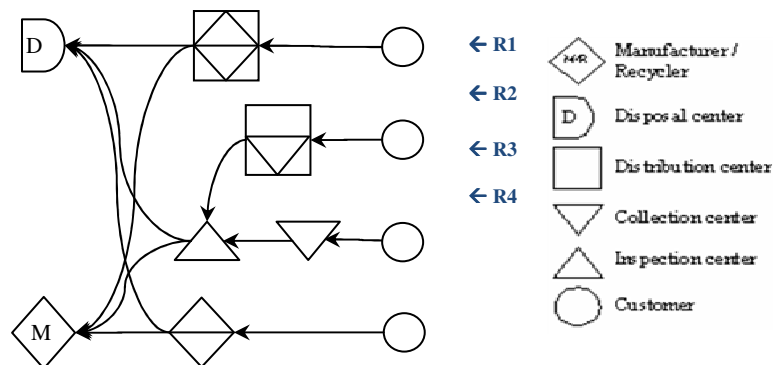 D
← R1
← R2
← R3
← R4
M
Manufacturer /
Recycler
D
Disposal center
Distribution center
Collection center
Inspection center
Customer